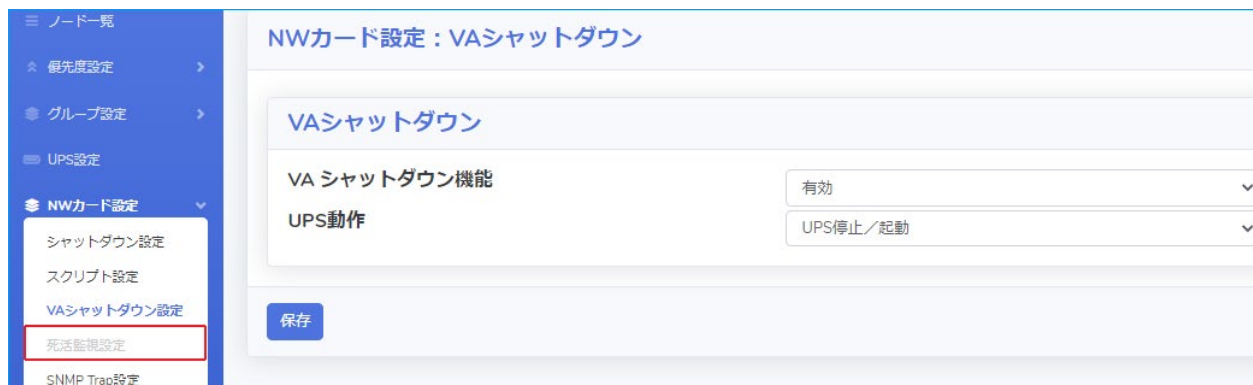 ノード一覧
優先度設定
グループ設定
UPS設定
NWカード設定
シャットダウン設定
スクリプト設定
VAシャットダウン設定
死活監視設定
SNMP Trap設定
NWカード設定：VAシャットダウン
VAシャットダウン
VA シャットダウン機能
有効
UPS動作
UPS停止／起動
保存